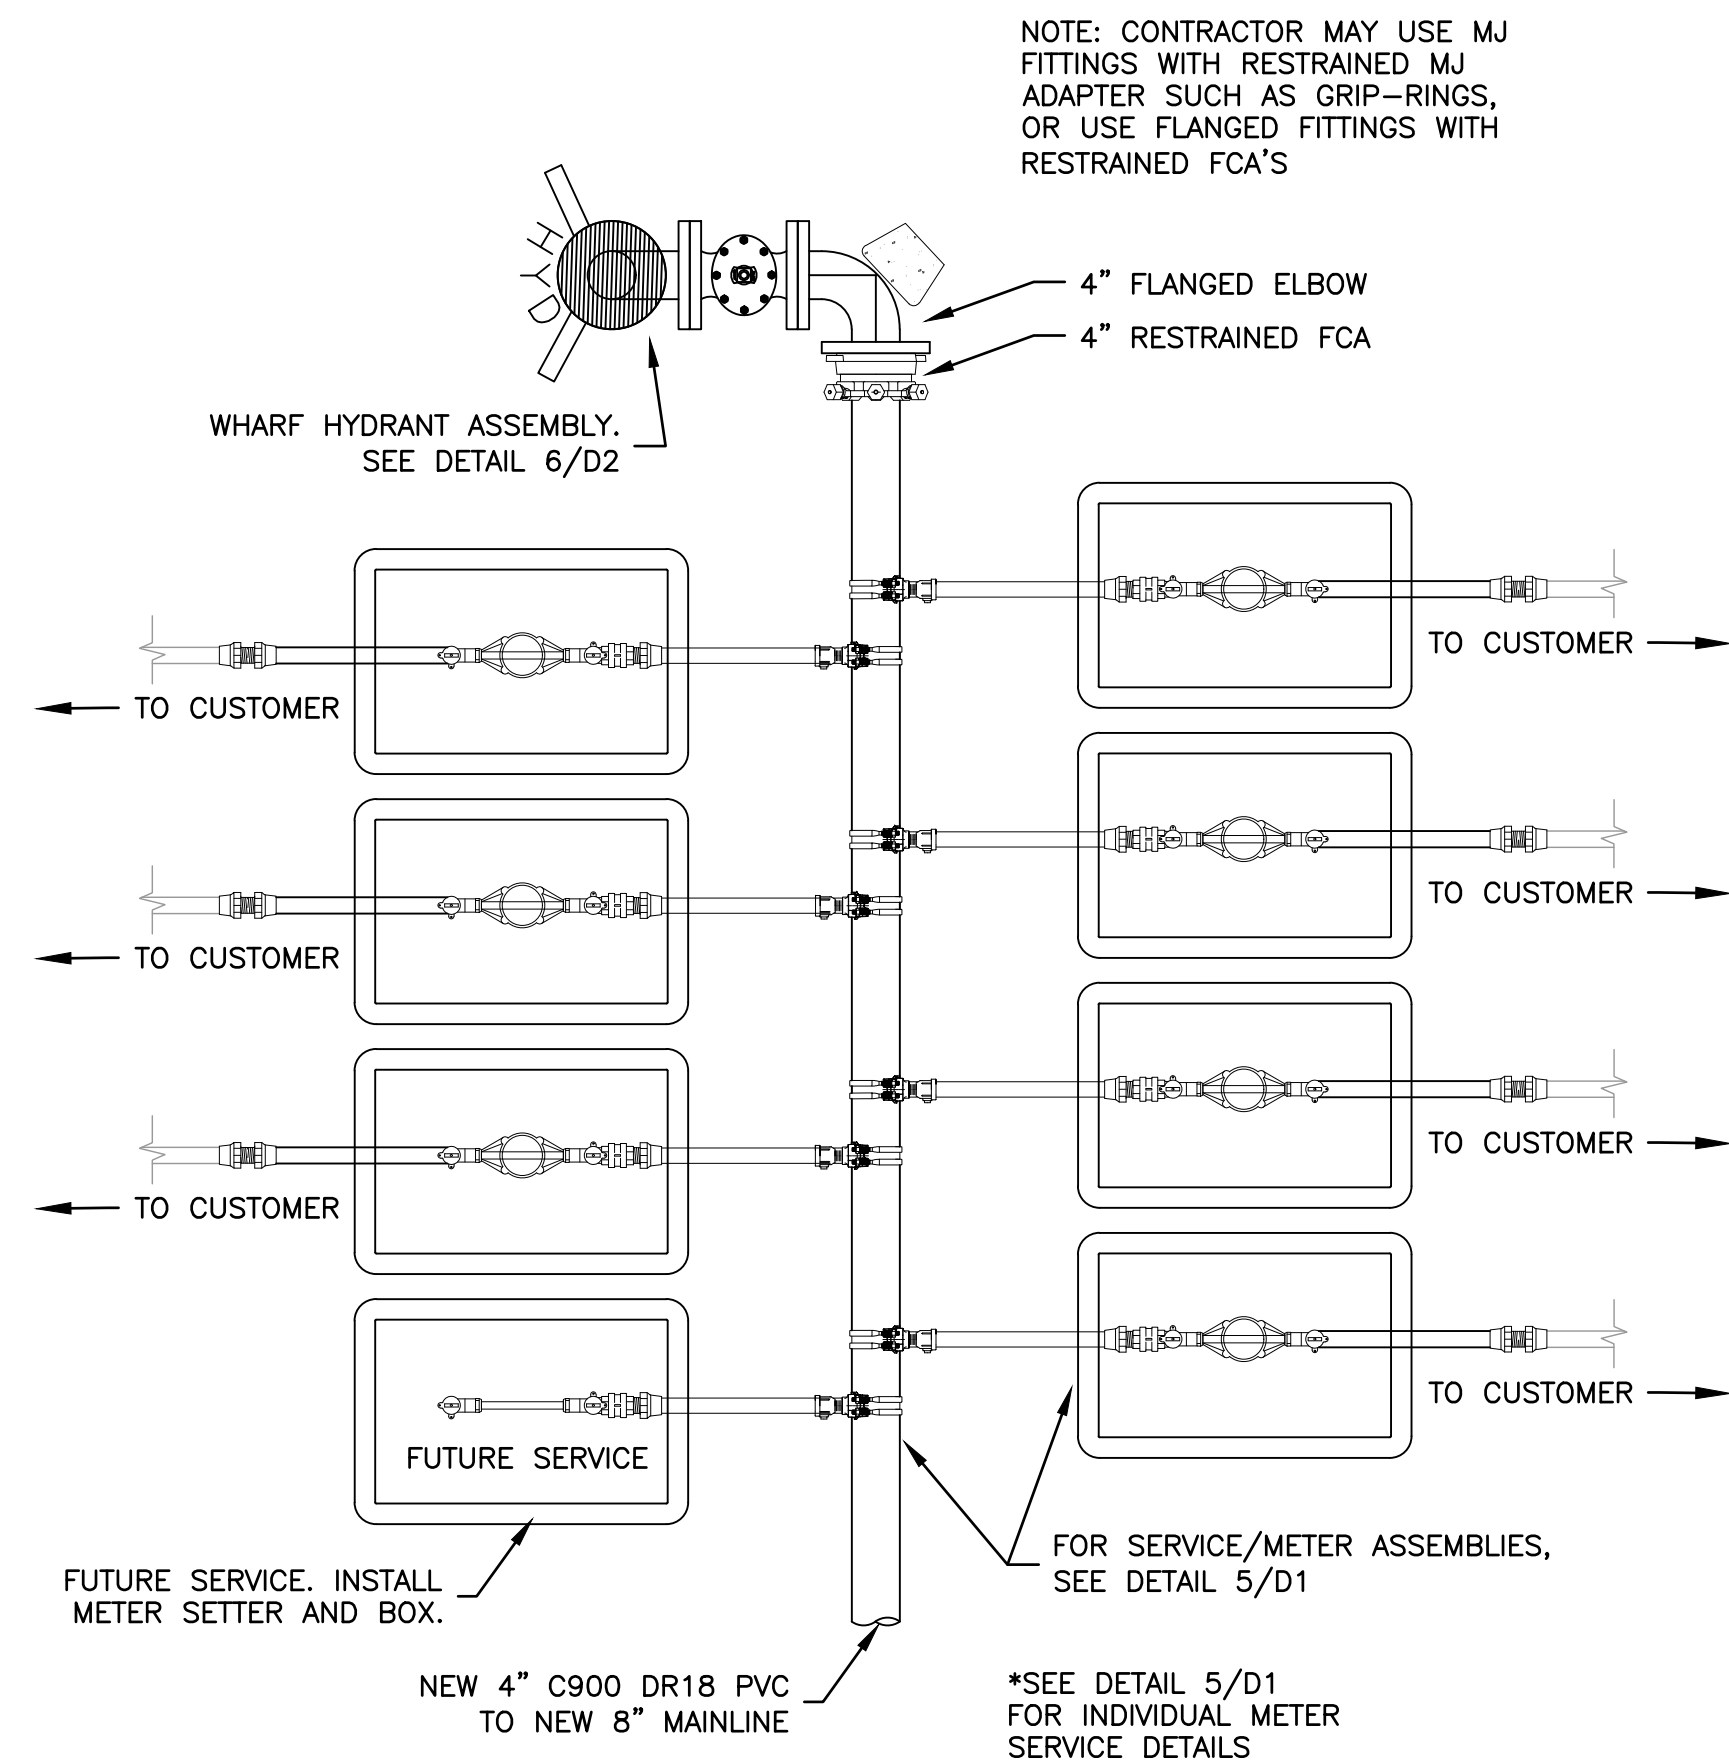 NOTE: CONTRACTOR MAY USE MJ
FITTINGS WITH RESTRAINED MJ
ADAPTER SUCH AS GRIP-RINGS,
OR USE FLANGED FITTINGS WITH
RESTRAINED FCA'S
HYD
4" FLANGED ELBOW
4" RESTRAINED FCA
WHARF HYDRANT ASSEMBLY.
SEE DETAIL 6/D2
TO CUSTOMER
TO CUSTOMER
TO CUSTOMER
TO CUSTOMER
TO CUSTOMER
TO CUSTOMER
TO CUSTOMER
FUTURE SERVICE
FOR SERVICE/METER ASSEMBLIES,
SEE DETAIL 5/D1
FUTURE SERVICE. INSTALL
METER SETTER AND BOX.
NEW 4" C900 DR18 PVC
TO NEW 8" MAINLINE
*SEE DETAIL 5/D1
FOR INDIVIDUAL METER
SERVICE DETAILS